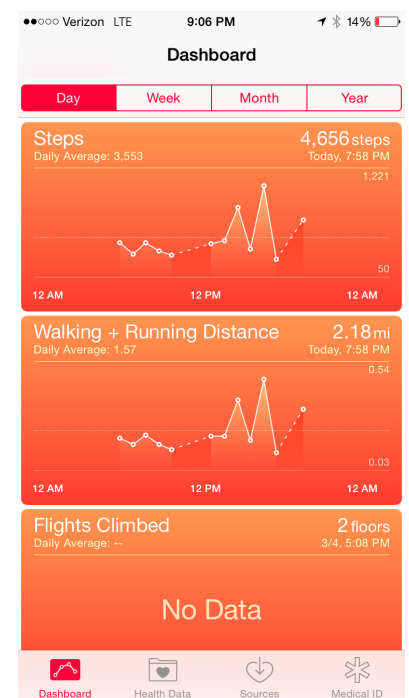 Verizon LTE 9:06 PM 14%
Dashboard
Day Week Month Year
Steps 4,656 steps
Daily Average: 3,553 Today, 7:58 PM
1,221
50
12 AM 12 PM 12 AM
Walking + Running Distance 2.18 mi
Daily Average: 1.57 Today, 7:58 PM
0.54
0.03
12 AM 12 PM 12 AM
Flights Climbed 2 floors
Daily Average: -- 3/4, 5:08 PM
No Data
Dashboard Health Data Sources Medical ID